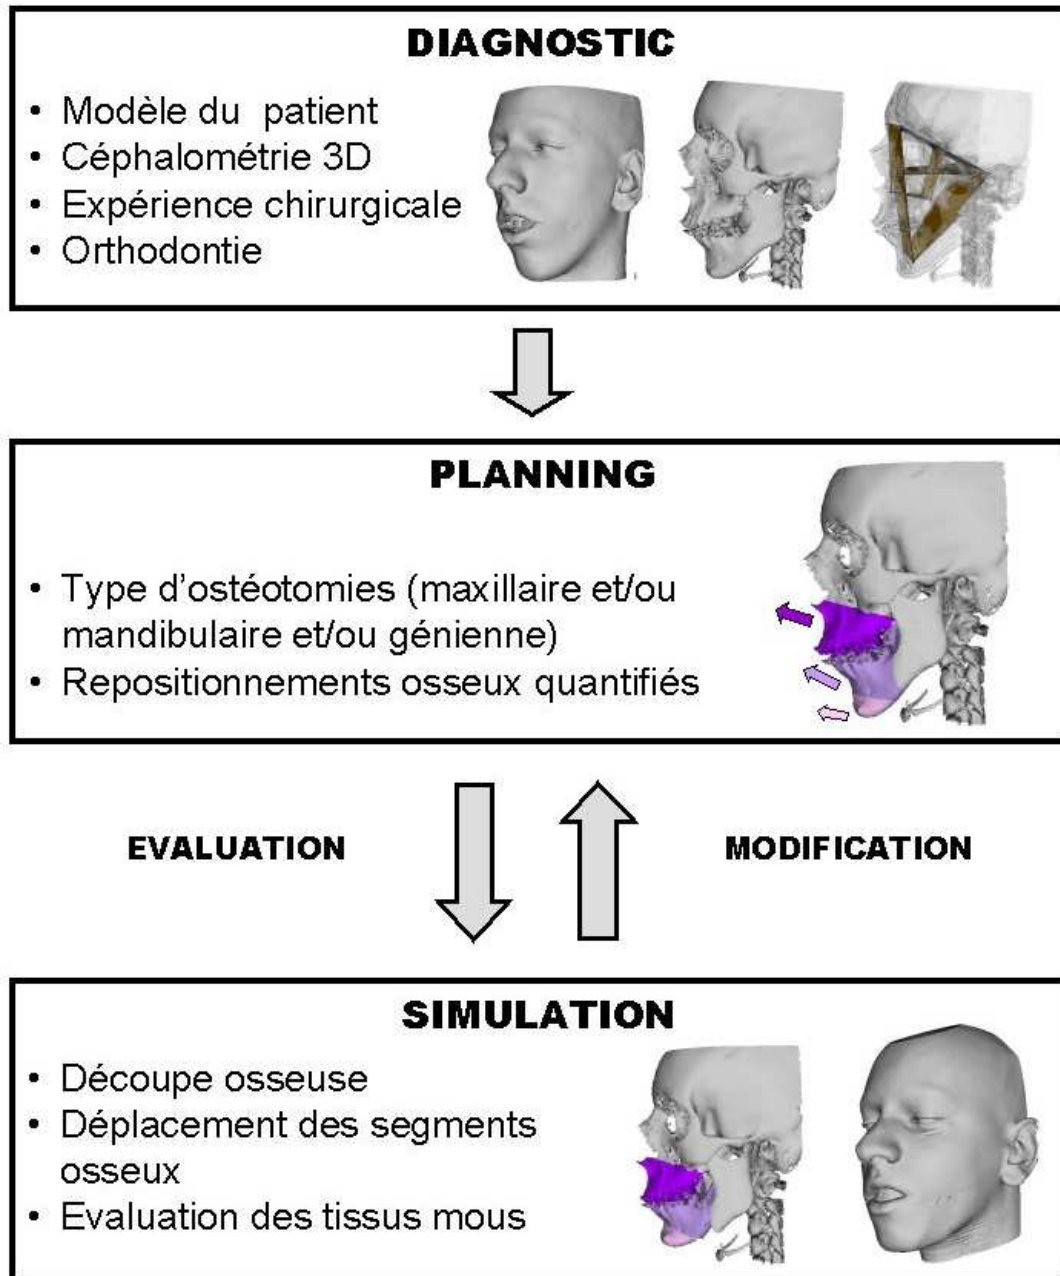 DIAGNOSTIC
• Modèle du patient
• Céphalométrie 3D
• Expérience chirurgicale
• Orthodontie
PLANNING
• Type d'ostéotomies (maxillaire et/ou
mandibulaire et/ou génienne)
• Repositionnements osseux quantifiés
EVALUATION
MODIFICATION
SIMULATION
• Découpe osseuse
• Déplacement des segments
osseux
• Evaluation des tissus mous